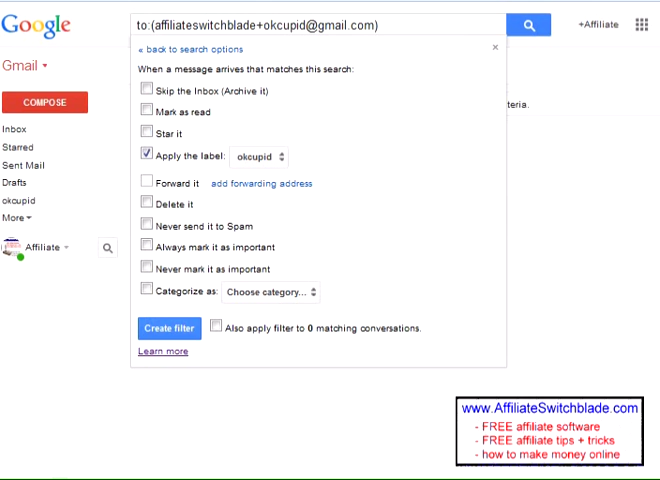 Google
to:(affiliateswitchblade+okcupid@gmail.com)
+Affiliate
« back to search options
×
Gmail
When a message arrives that matches this search:
COMPOSE
Skip the Inbox (Archive it)
teria.
Mark as read
Inbox
Star it
Starred
Apply the label: okcupid
Sent Mail
Drafts
Forward it add forwarding address
okcupid
Delete it
More
Never send it to Spam
Affiliate
Always mark it as important
Never mark it as important
Categorize as: Choose category...
Create filter
Also apply filter to 0 matching conversations.
Learn more
www.AffiliateSwitchblade.com
- FREE affiliate software
- FREE affiliate tips + tricks
- how to make money online